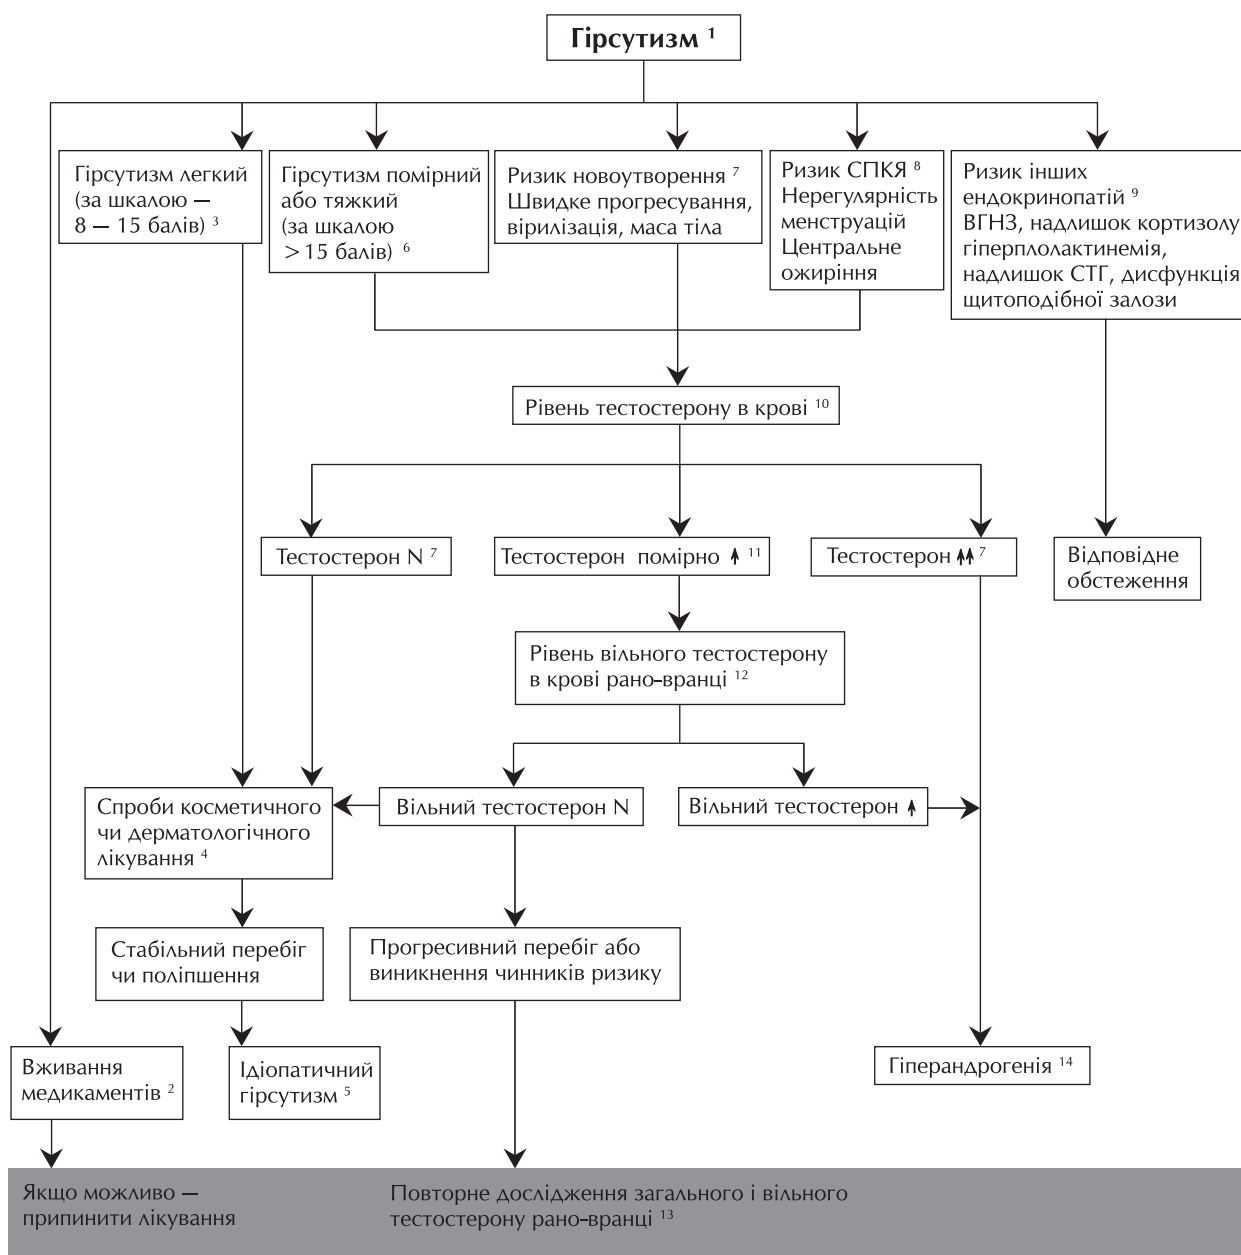 Гірсутизм ¹
Гірсутизм легкий
(за шкалою —
8 — 15 балів) ³
Гірсутизм помірний
або тяжкий
(за шкалою
> 15 балів) ⁶
Ризик новоутворення ⁷
Швидке прогресування,
вірилізація, маса тіла
Ризик СПКЯ ⁸
Нерегулярність
менструацій
Центральне
ожиріння
Ризик інших
ендокринопатій ⁹
ВГНЗ, надлишок кортизолу
гіперплолактинемія,
надлишок СТГ, дисфункція
щитоподібної залози
Рівень тестостерону в крові ¹⁰
Тестостерон N ⁷
Тестостерон помірно ↑ ¹¹
Тестостерон ↑↑ ⁷
Відповідне
обстеження
Рівень вільного тестостерону
в крові рано-вранці ¹²
Спроби косметичного
чи дерматологічного
лікування ⁴
Вільний тестостерон N
Вільний тестостерон ↑
Стабільний перебіг
чи поліпшення
Прогресивний перебіг або
виникнення чинників ризику
Вживання
медикаментів ²
Ідіопатичний
гірсутизм ⁵
Гіперандрогенія ¹⁴
Якщо можливо —
припинити лікування
Повторне дослідження загального і вільного
тестостерону рано-вранці ¹³